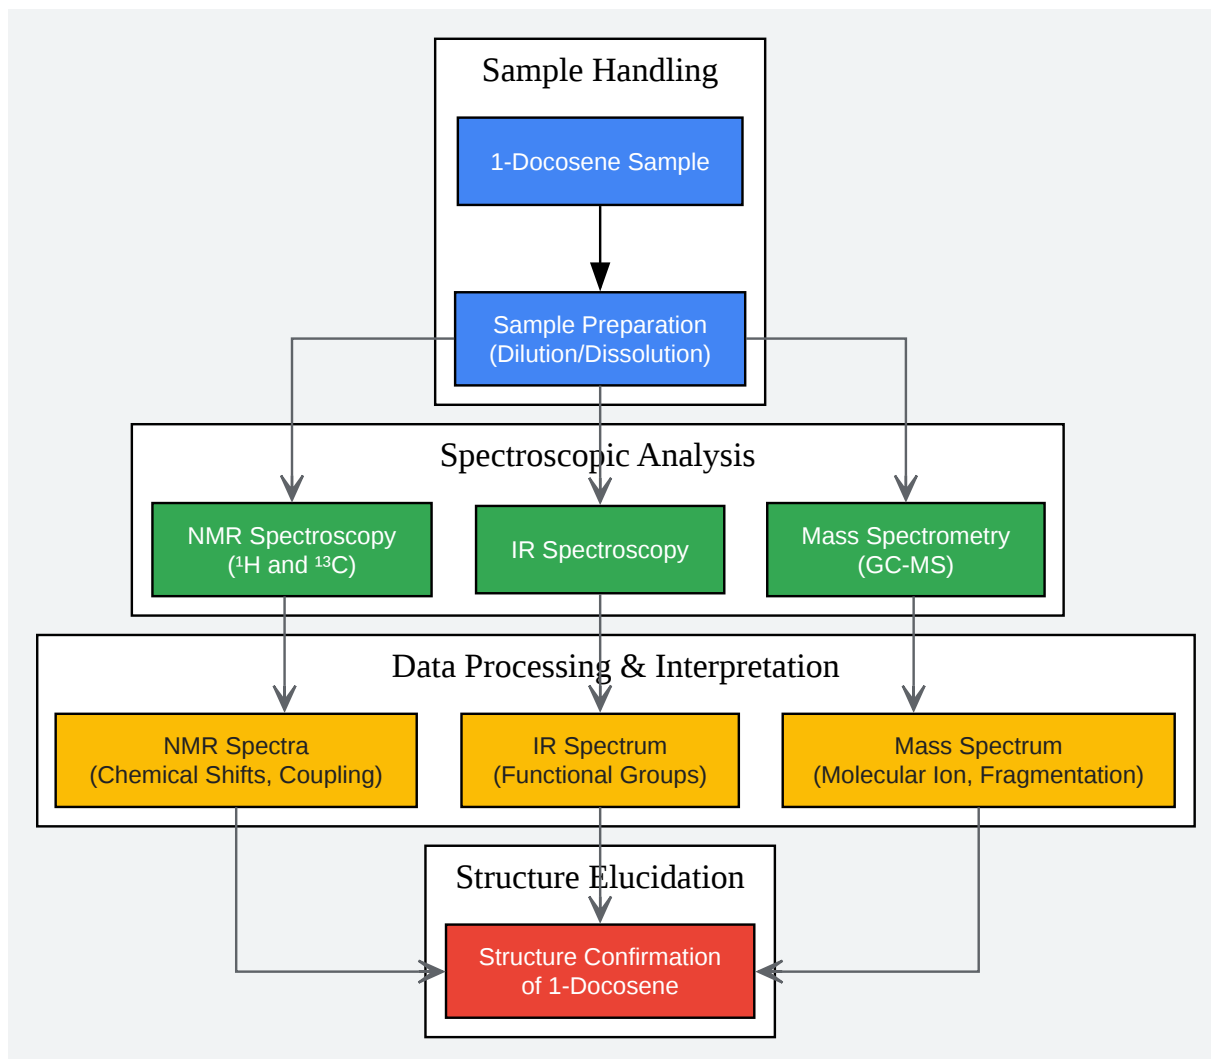 Sample Handling
1-Docosene Sample
Sample Preparation
(Dilution/Dissolution)
Spectroscopic Analysis
NMR Spectroscopy
(¹H and ¹³C)
IR Spectroscopy
Mass Spectrometry
(GC-MS)
Data Processing & Interpretation
NMR Spectra
(Chemical Shifts, Coupling)
IR Spectrum
(Functional Groups)
Mass Spectrum
(Molecular Ion, Fragmentation)
Structure Elucidation
Structure Confirmation
of 1-Docosene